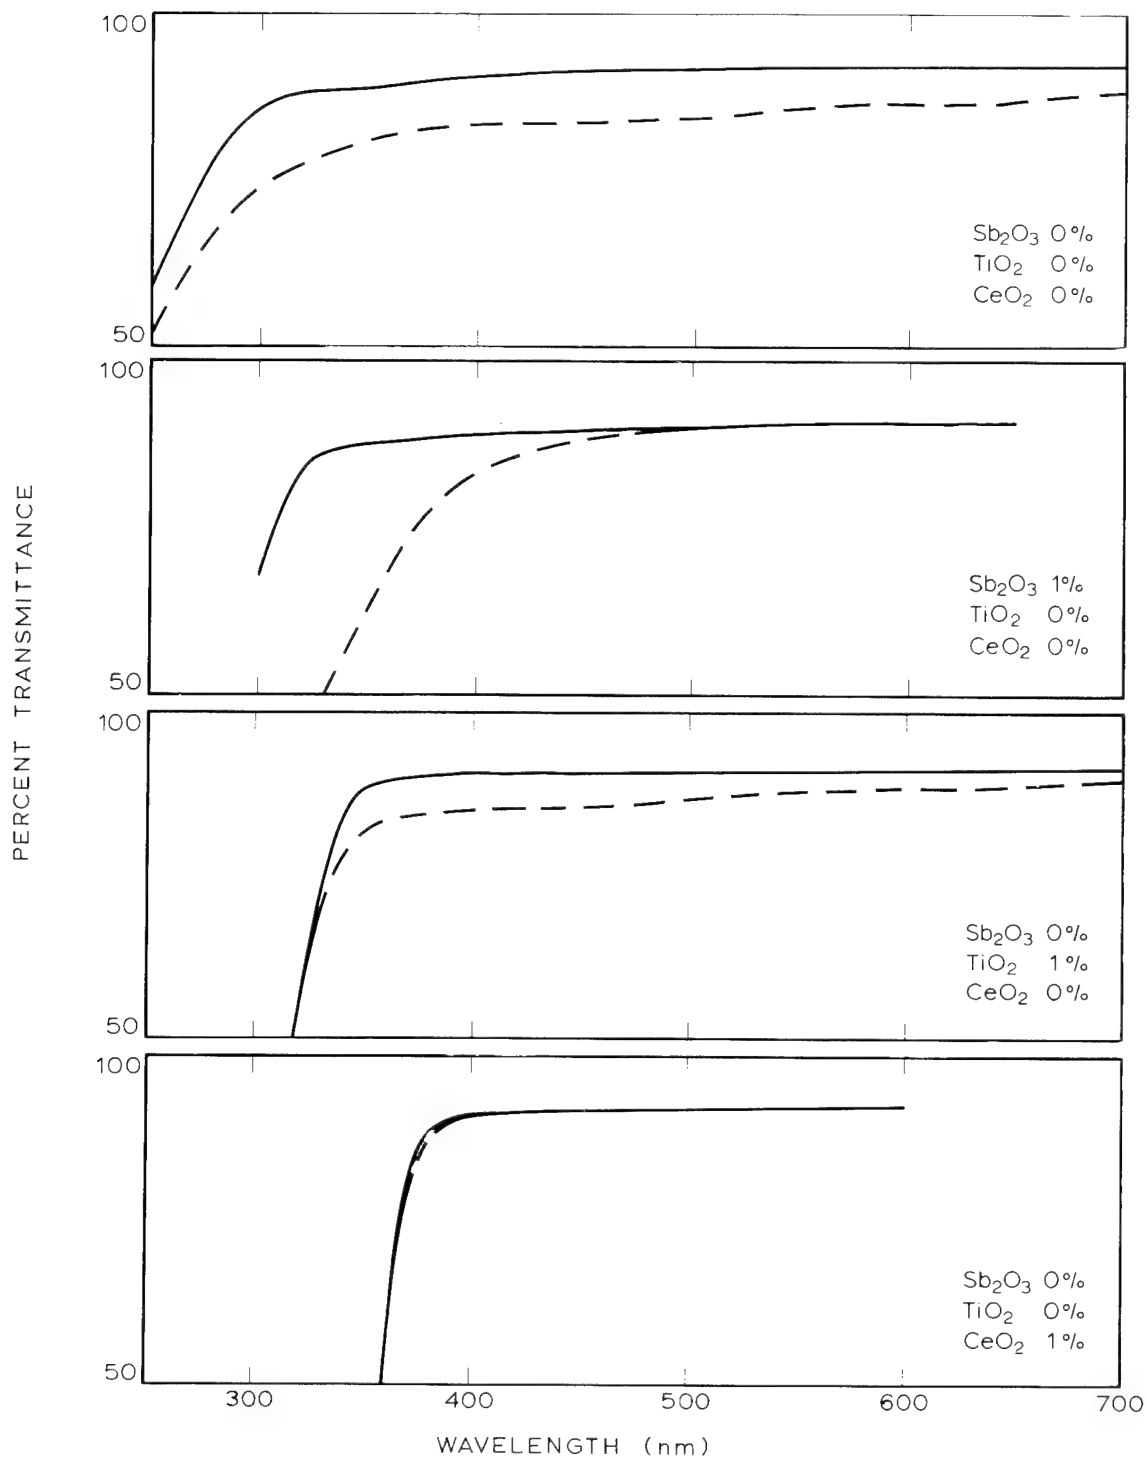 100
50
Sb₂O₃ 0%
TiO₂ 0%
CeO₂ 0%
100
50
Sb₂O₃ 1%
TiO₂ 0%
CeO₂ 0%
PERCENT TRANSMITTANCE
100
50
Sb₂O₃ 0%
TiO₂ 1%
CeO₂ 0%
100
50
Sb₂O₃ 0%
TiO₂ 0%
CeO₂ 1%
300 400 500 600 700
WAVELENGTH (nm)